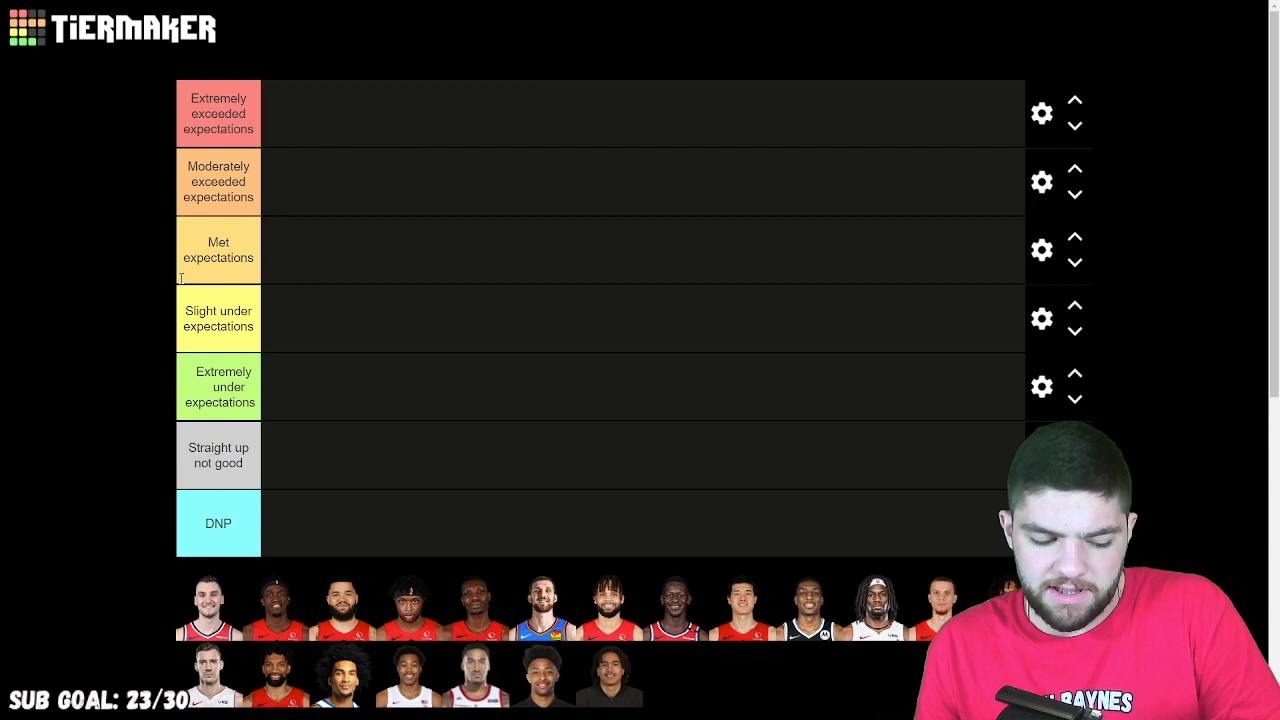 TiERMAKER
Extremely
exceeded
expectations
Moderately
exceeded
expectations
Met
expectations
Slight under
expectations
Extremely
under
expectations
Straight up
not good
DNP
BAYNES
SUB GOAL: 23/30